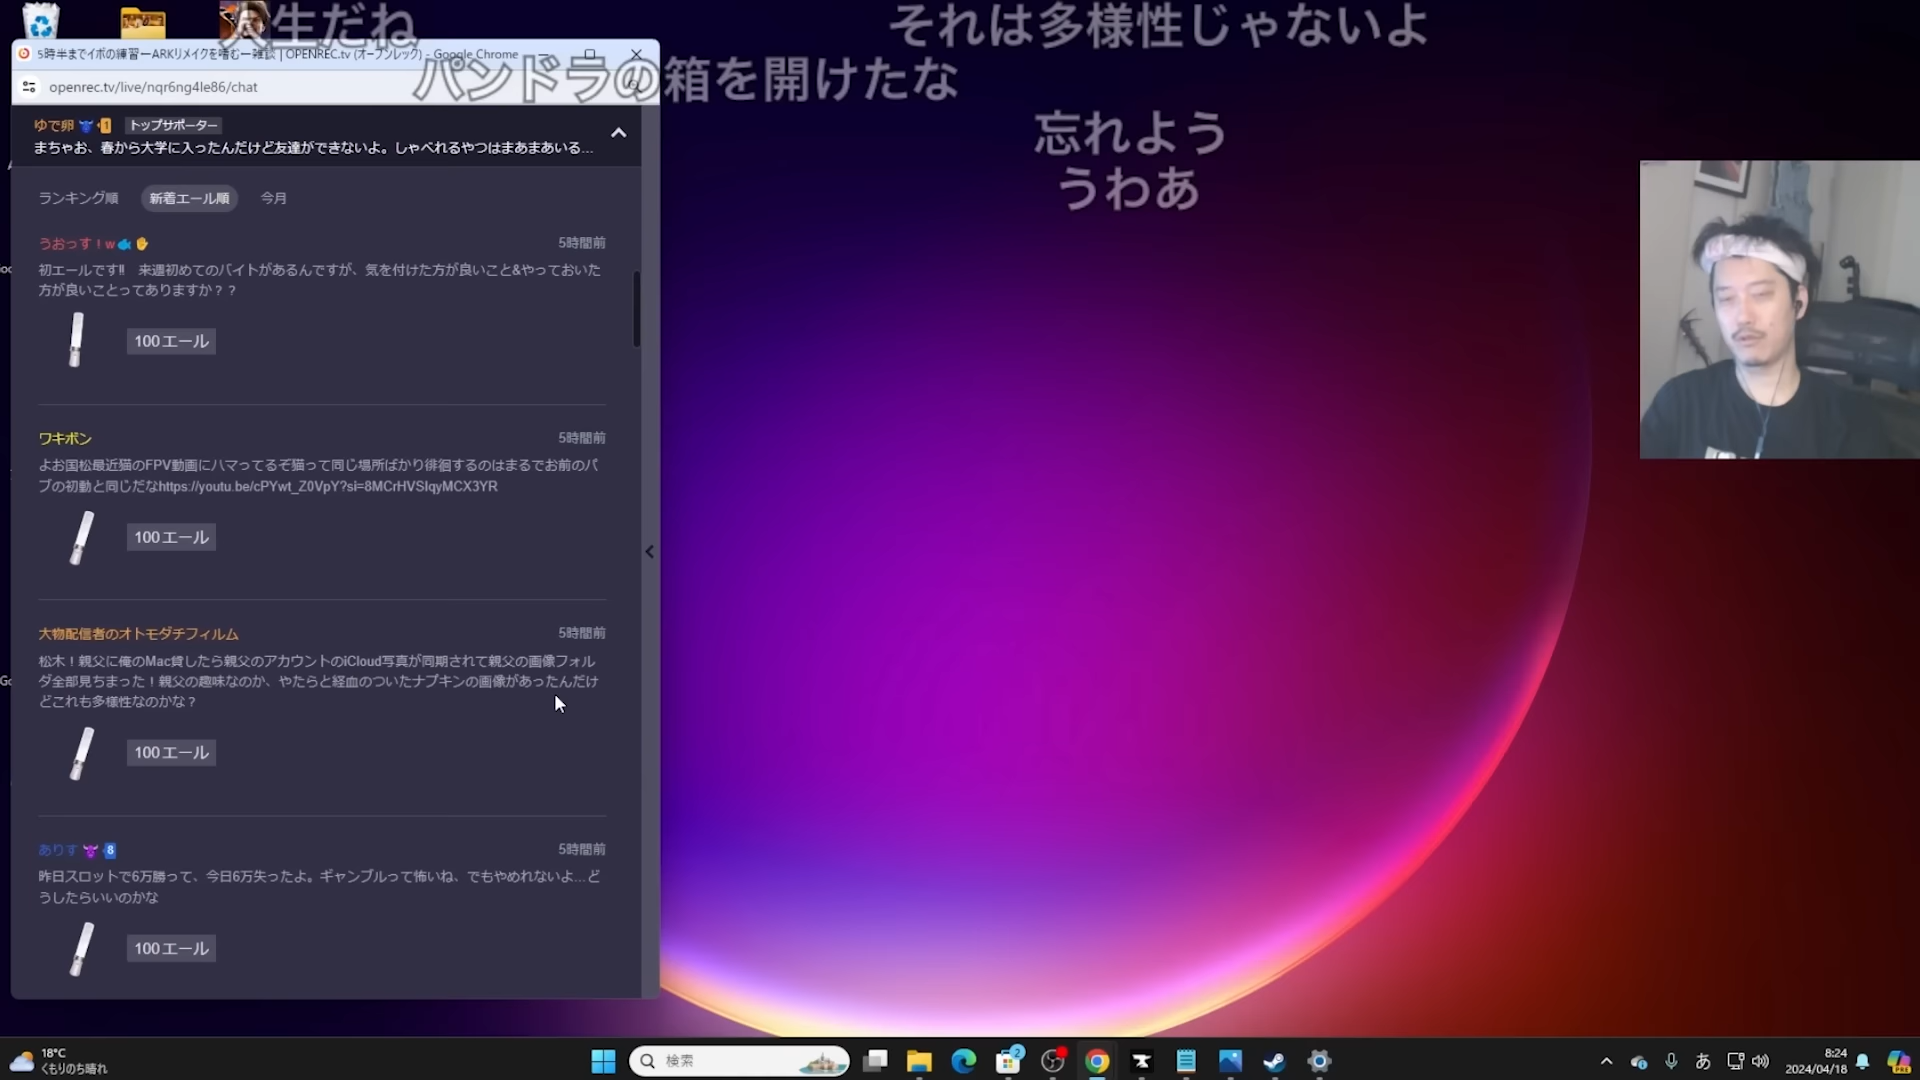 人生だね
それは多様性じゃないよ
パンドラの箱を開けたな
忘れよう
うわあ
5時半までイボの練習ーARKリメイクを嗜むー雑談 | OPENREC.tv (オープンレック) - Google Chrome
openrec.tv/live/nqr6ng4le86/chat
ゆで卵 1 トップサポーター
まちゃお、春から大学に入ったんだけど友達ができないよ。しゃべれるやつはまあまあいる...
ランキング順 新着エール順 今月
うおっす！w 5時間前
初エールです!! 来週初めてのバイトがあるんですが、気を付けた方が良いこと&やっておいた
方が良いことってありますか？？
100エール
ワキボン 5時間前
よお国松最近猫のFPV動画にハマってるぞ猫って同じ場所ばかり徘徊するのはまるでお前のパ
ブの初動と同じだなhttps://youtu.be/cPYwt_Z0VpY?si=8MCrHVSIqyMCX3YR
100エール
大物配信者のオトモダチフィルム 5時間前
松木！親父に俺のMac貸したら親父のアカウントのiCloud写真が同期されて親父の画像フォル
ダ全部見ちまった！親父の趣味なのか、やたらと経血のついたナプキンの画像があったんだけ
どこれも多様性なのかな？
100エール
ありす 8 5時間前
昨日スロットで6万勝って、今日6万失ったよ。ギャンブルって怖いね、でもやめれないよ...ど
うしたらいいのかな
100エール
18°C
くもりのち晴れ
検索
2
あ
8:24
2024/04/18
PRE